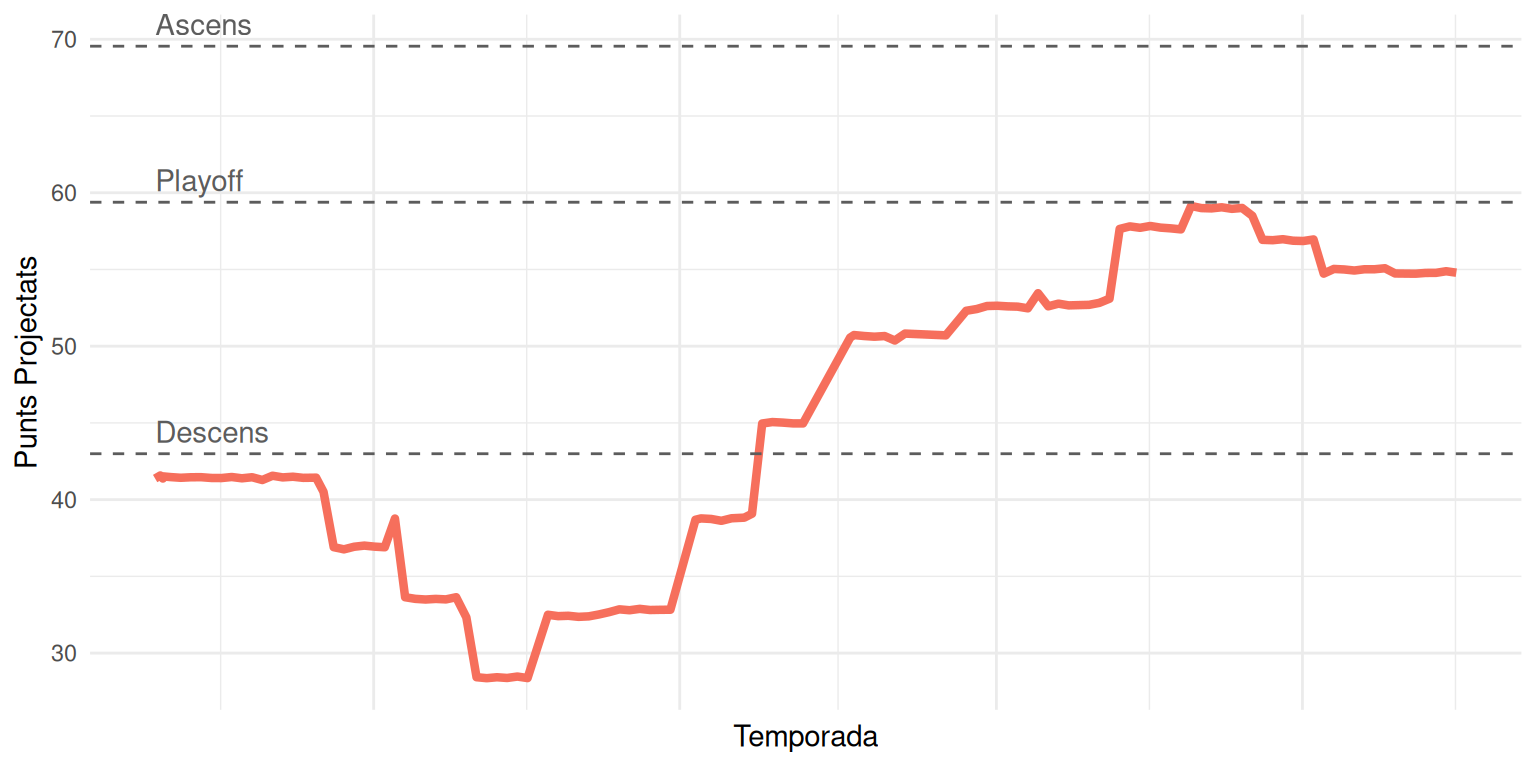 Ascens
70
Playoff
60
50
Descens
40
30
Punts Projectats
Temporada